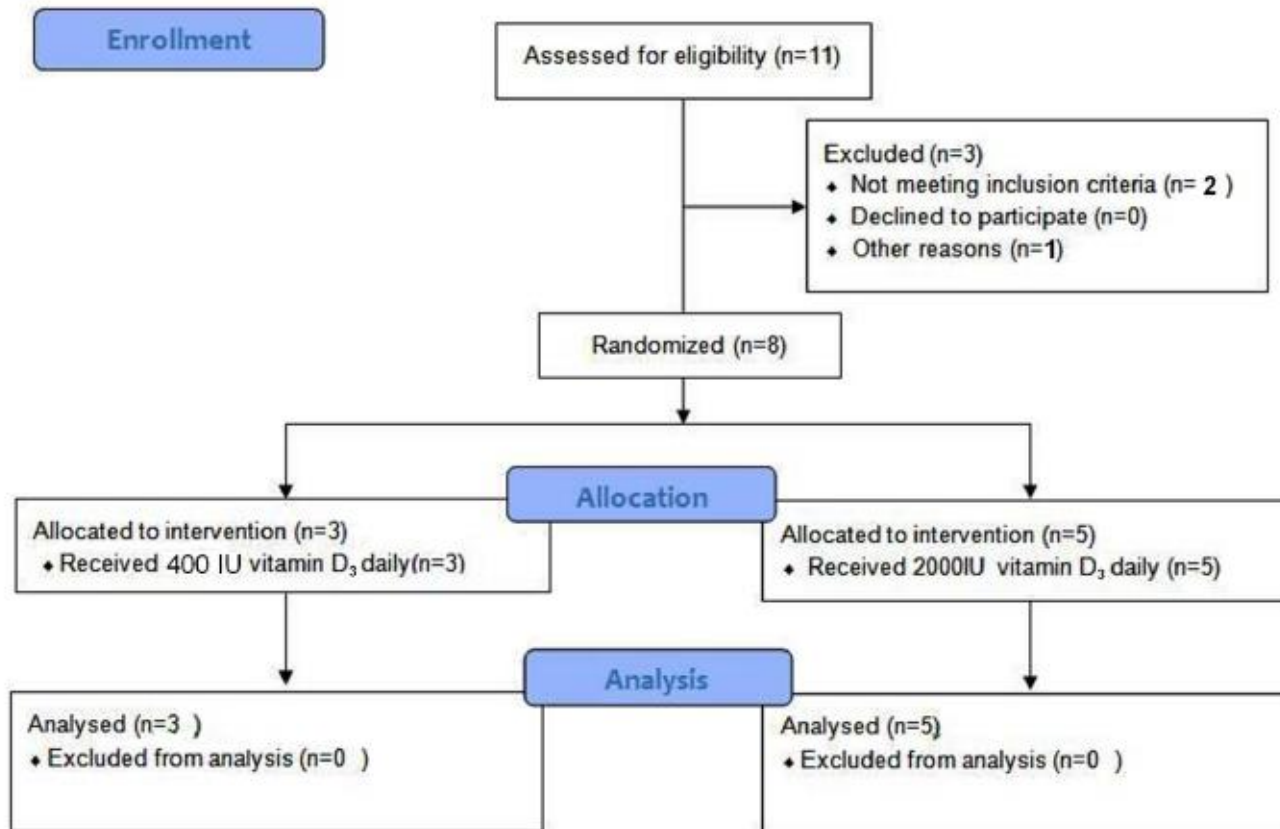 Enrollment
Assessed for eligibility (n=11)
Excluded (n=3)
⬥ Not meeting inclusion criteria (n= 2 )
⬥ Declined to participate (n=0)
⬥ Other reasons (n=1)
Randomized (n=8)
Allocation
Allocated to intervention (n=3)
⬥ Received 400 IU vitamin D₃ daily(n=3)
Allocated to intervention (n=5)
⬥ Received 2000IU vitamin D₃ daily (n=5)
Analysis
Analysed (n=3 )
⬥ Excluded from analysis (n=0 )
Analysed (n=5)
⬥ Excluded from analysis (n=0 )